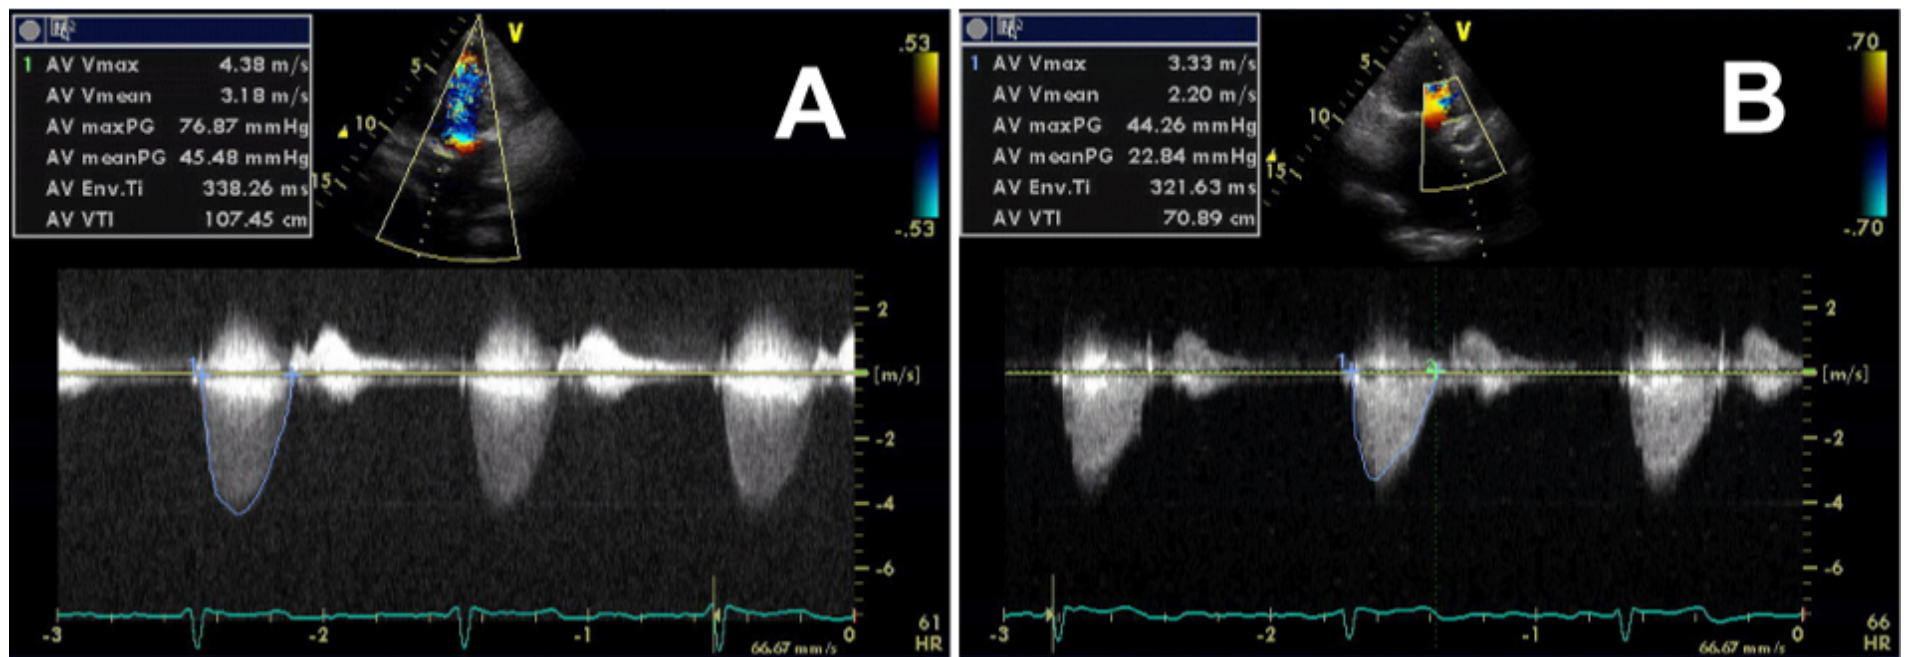 1 AV Vmax 4.38 m/s
AV Vmean 3.18 m/s
AV maxPG 76.87 mmHg
AV meanPG 45.48 mmHg
AV Env.Ti 338.26 ms
AV VTI 107.45 cm
V
5
10
15
A
.53
-.53
1
2
[m/s]
-2
-4
-6
-3
-2
-1
0
66.67 mm/s
61
HR
1 AV Vmax 3.33 m/s
AV Vmean 2.20 m/s
AV maxPG 44.26 mmHg
AV meanPG 22.84 mmHg
AV Env.Ti 321.63 ms
AV VTI 70.89 cm
V
5
10
15
B
.70
-.70
1
2
[m/s]
-2
-4
-6
-3
-2
-1
0
66.67 mm/s
66
HR